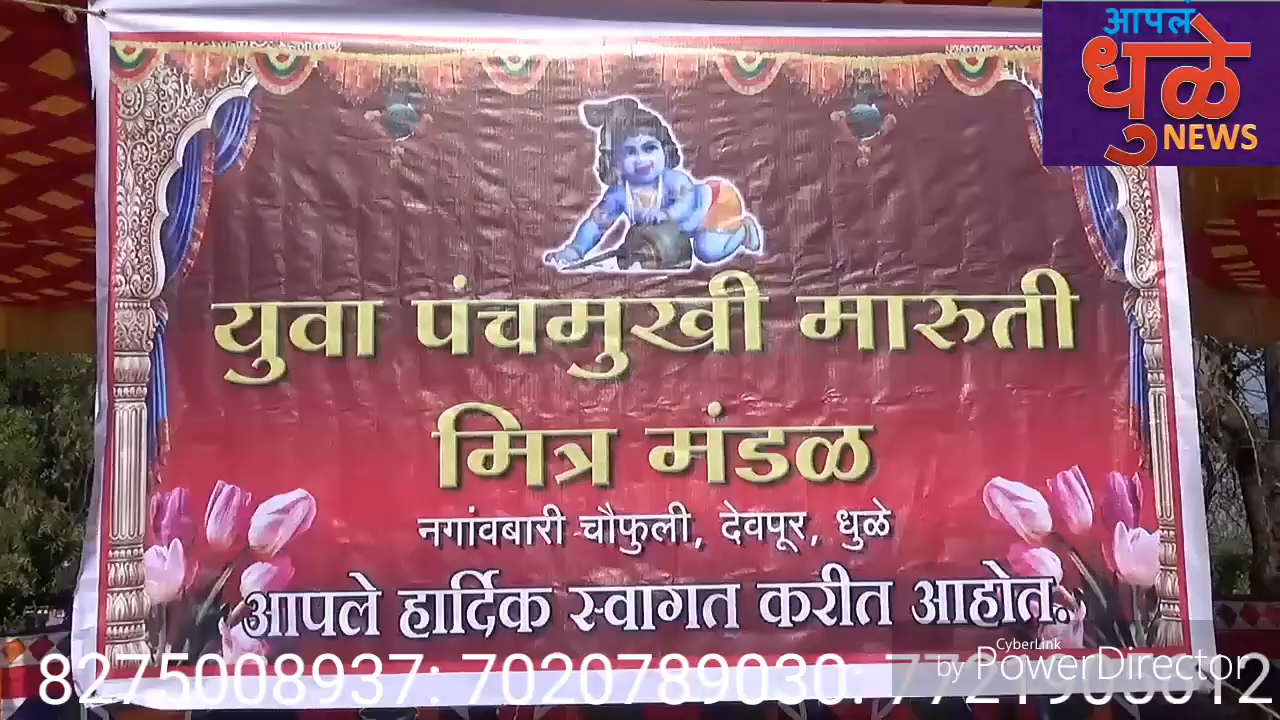 आपलं
धुळे
NEWS
युवा पंचमुखी मारुती
मित्र मंडळ
नगांवबारी चौफुली, देवपूर, धुळे
आपले हार्दिक स्वागत करीत आहोत.
CyberLink
by PowerDirector
8275008937: 7020789030: